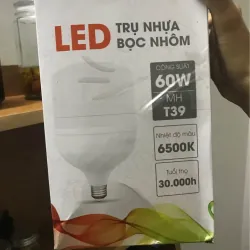 LED TRỤ NHỰA
BỌC NHÔM
CÔNG SUẤT
60W
MH
T39
Nhiệt độ màu
6500K
Tuổi thọ
30.000h